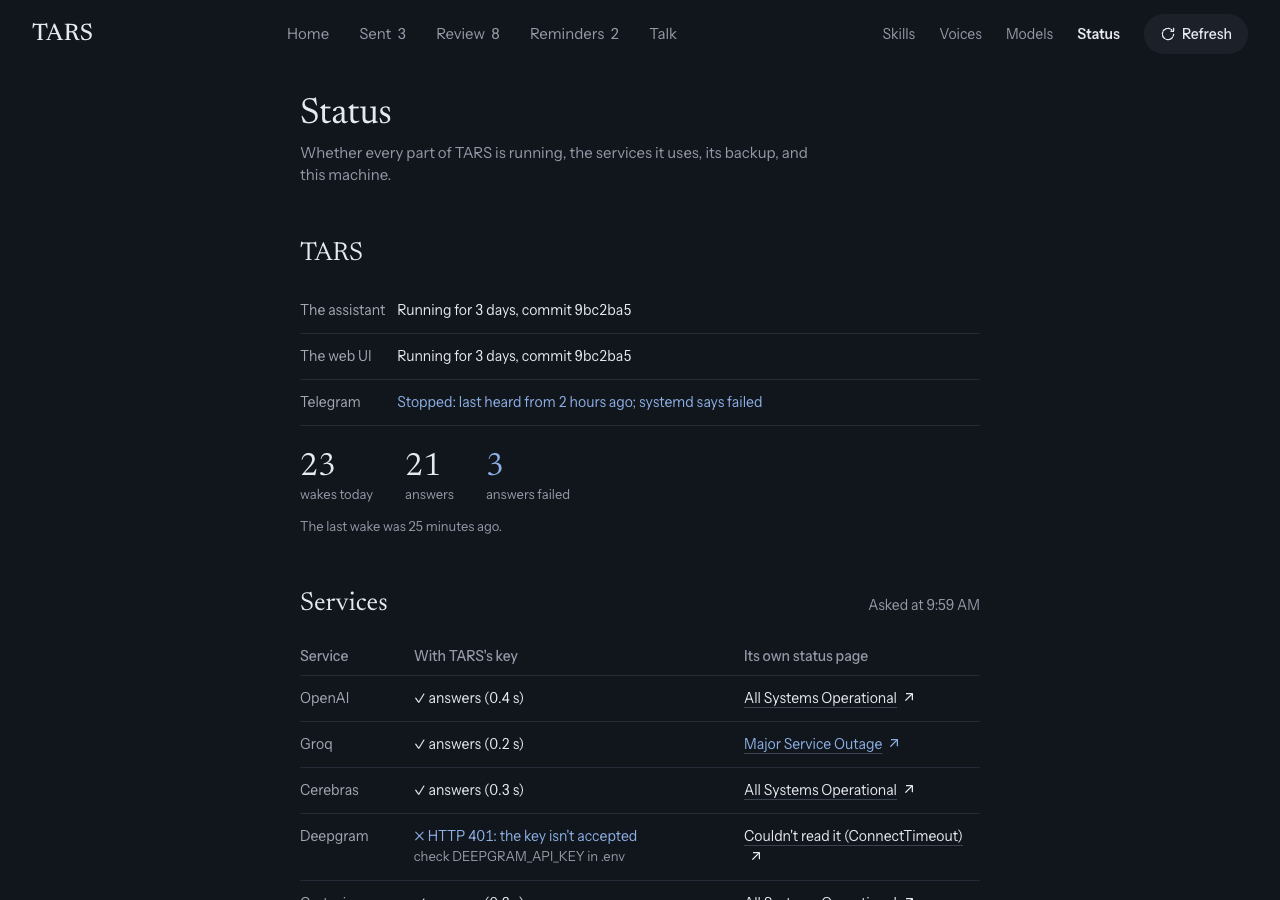 TARS
Home Sent 3 Review 8 Reminders 2 Talk Skills Voices Models Status Refresh
Status
Whether every part of TARS is running, the services it uses, its backup, and
this machine.
TARS
The assistant Running for 3 days, commit 9bc2ba5
The web UI Running for 3 days, commit 9bc2ba5
Telegram Stopped: last heard from 2 hours ago; systemd says failed
23 21 3
wakes today answers answers failed
The last wake was 25 minutes ago.
Services Asked at 9:59 AM
Service With TARS's key Its own status page
OpenAI ✓ answers (0.4 s) All Systems Operational ↗
Groq ✓ answers (0.2 s) Major Service Outage ↗
Cerebras ✓ answers (0.3 s) All Systems Operational ↗
Deepgram ✕ HTTP 401: the key isn't accepted Couldn't read it (ConnectTimeout) ↗
check DEEPGRAM_API_KEY in .env